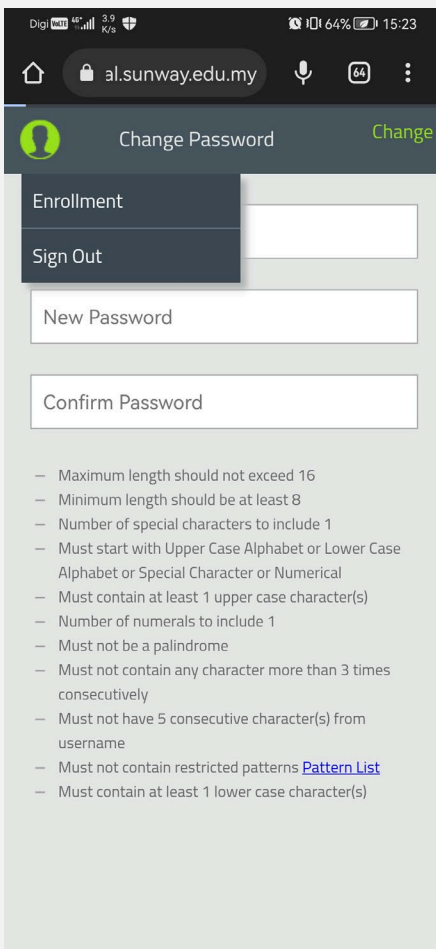 Digi VoLTE 4G 3.9 K/s 64% 15:23
al.sunway.edu.my 64
Change Password Change
Enrollment
Sign Out
New Password
Confirm Password
– Maximum length should not exceed 16
– Minimum length should be at least 8
– Number of special characters to include 1
– Must start with Upper Case Alphabet or Lower Case
Alphabet or Special Character or Numerical
– Must contain at least 1 upper case character(s)
– Number of numerals to include 1
– Must not be a palindrome
– Must not contain any character more than 3 times
consecutively
– Must not have 5 consecutive character(s) from
username
– Must not contain restricted patterns Pattern List
– Must contain at least 1 lower case character(s)